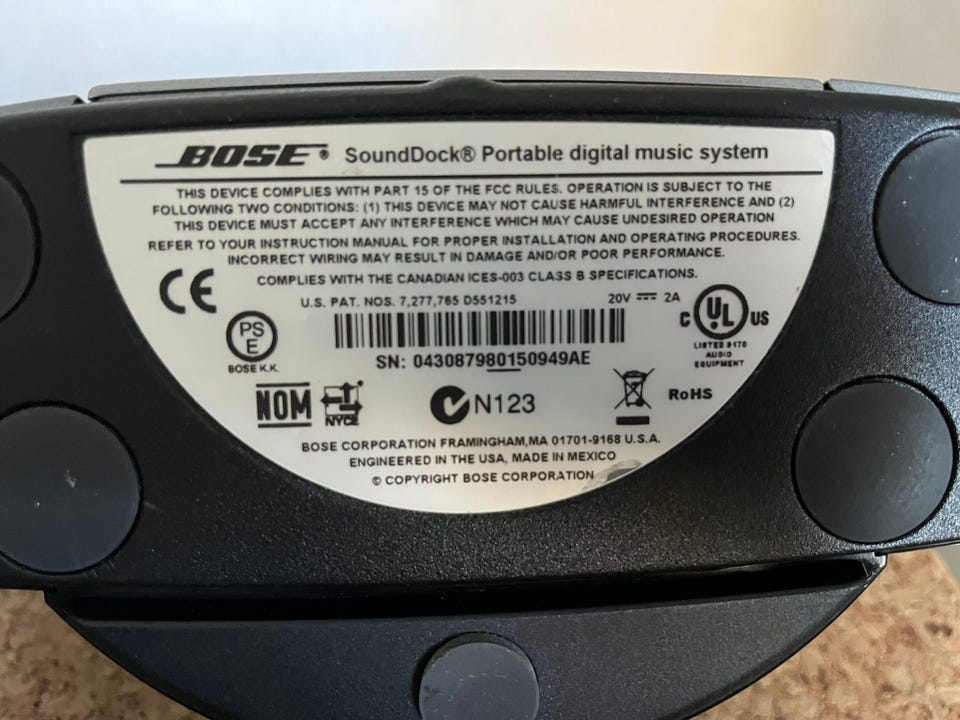 BOSE® SoundDock® Portable digital music system
THIS DEVICE COMPLIES WITH PART 15 OF THE FCC RULES. OPERATION IS SUBJECT TO THE
FOLLOWING TWO CONDITIONS: (1) THIS DEVICE MAY NOT CAUSE HARMFUL INTERFERENCE AND (2)
THIS DEVICE MUST ACCEPT ANY INTERFERENCE WHICH MAY CAUSE UNDESIRED OPERATION
REFER TO YOUR INSTRUCTION MANUAL FOR PROPER INSTALLATION AND OPERATING PROCEDURES.
INCORRECT WIRING MAY RESULT IN DAMAGE AND/OR POOR PERFORMANCE.
COMPLIES WITH THE CANADIAN ICES-003 CLASS B SPECIFICATIONS.
CE
U.S. PAT. NOS. 7,277,765 D551215
20V ⎓ 2A
C UL US
LISTED 9170
AUDIO
EQUIPMENT
PS
E
BOSE K.K.
SN: 043087980150949AE
NOM
NYCE
N123
RoHS
BOSE CORPORATION FRAMINGHAM,MA 01701-9168 U.S.A.
ENGINEERED IN THE USA, MADE IN MEXICO
© COPYRIGHT BOSE CORPORATION